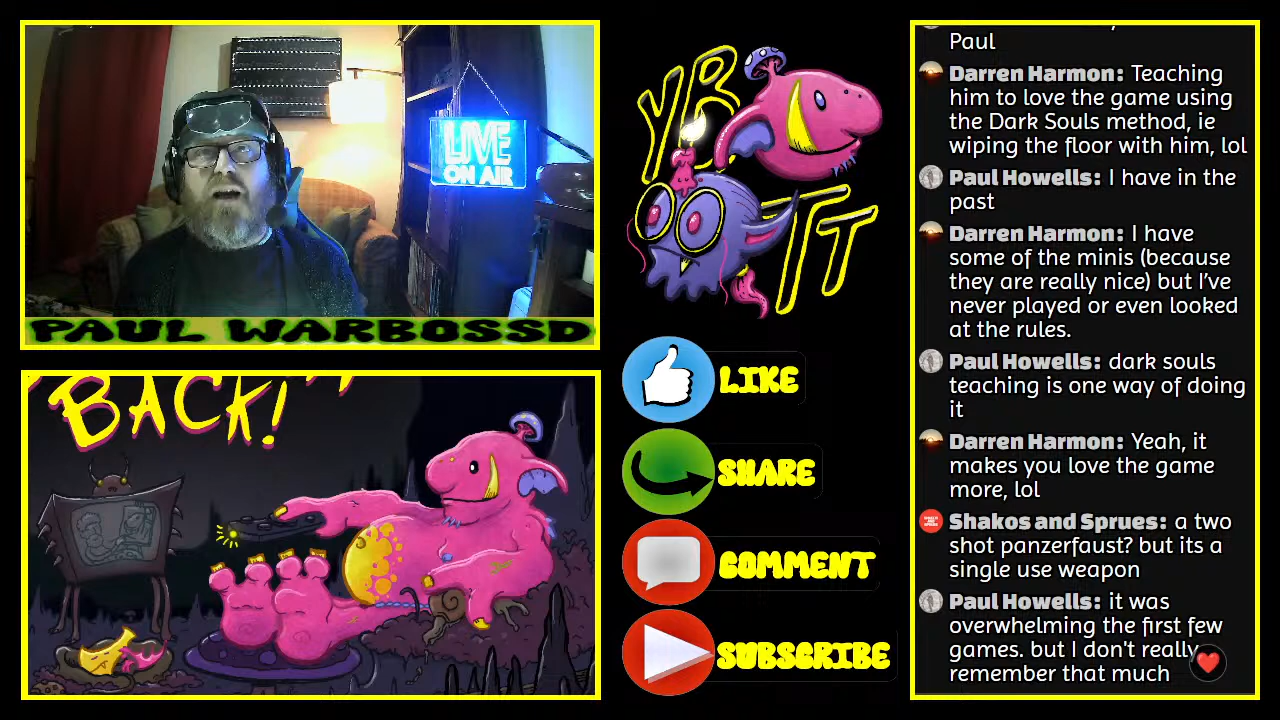 LIVE
ON AIR
PAUL WARBOSSD
BACK!"
YB
TT
LIKE
SHARE
COMMENT
SUBSCRIBE
Paul
Darren Harmon: Teaching
him to love the game using
the Dark Souls method, ie
wiping the floor with him, lol
Paul Howells: I have in the
past
Darren Harmon: I have
some of the minis (because
they are really nice) but I've
never played or even looked
at the rules.
Paul Howells: dark souls
teaching is one way of doing
it
Darren Harmon: Yeah, it
makes you love the game
more, lol
Shakos and Sprues: a two
shot panzerfaust? but its a
single use weapon
Paul Howells: it was
overwhelming the first few
games. but I don't really
remember that much